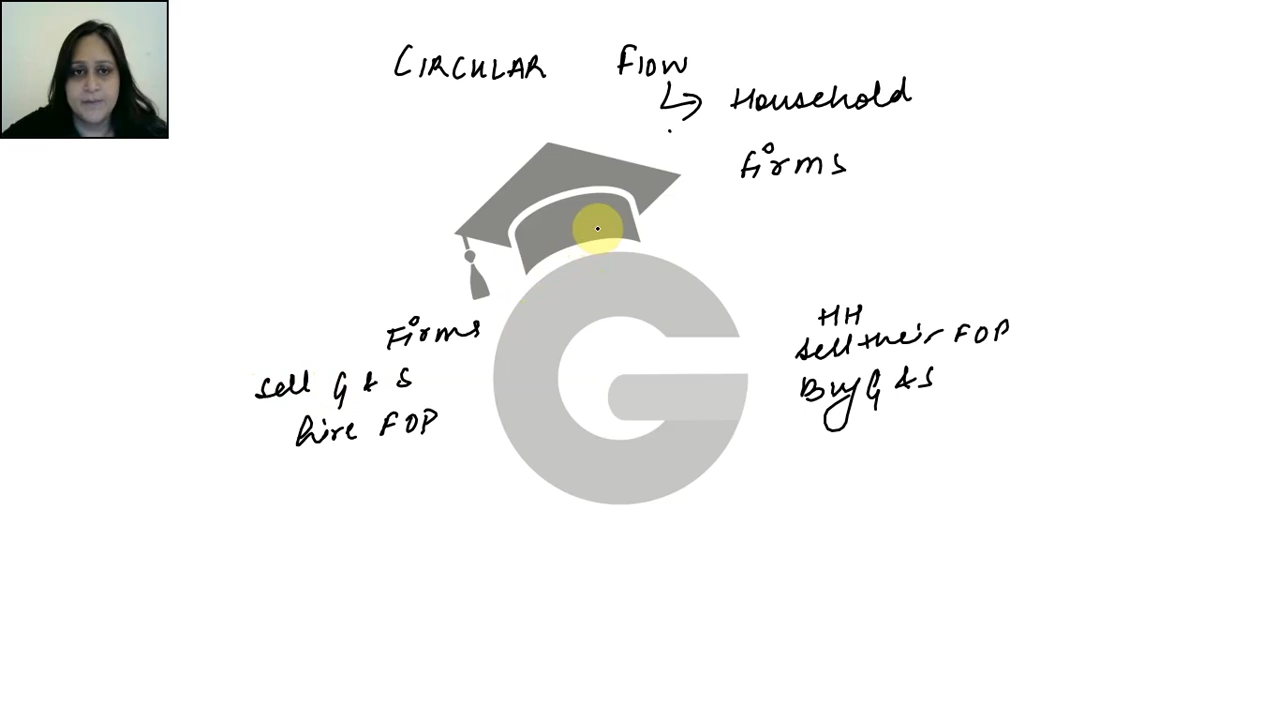 CIRCULAR Flow
Household
Firms
Firms
Sell G & S
hire FOP
HH
Sell their FOP
Buy G & S
G